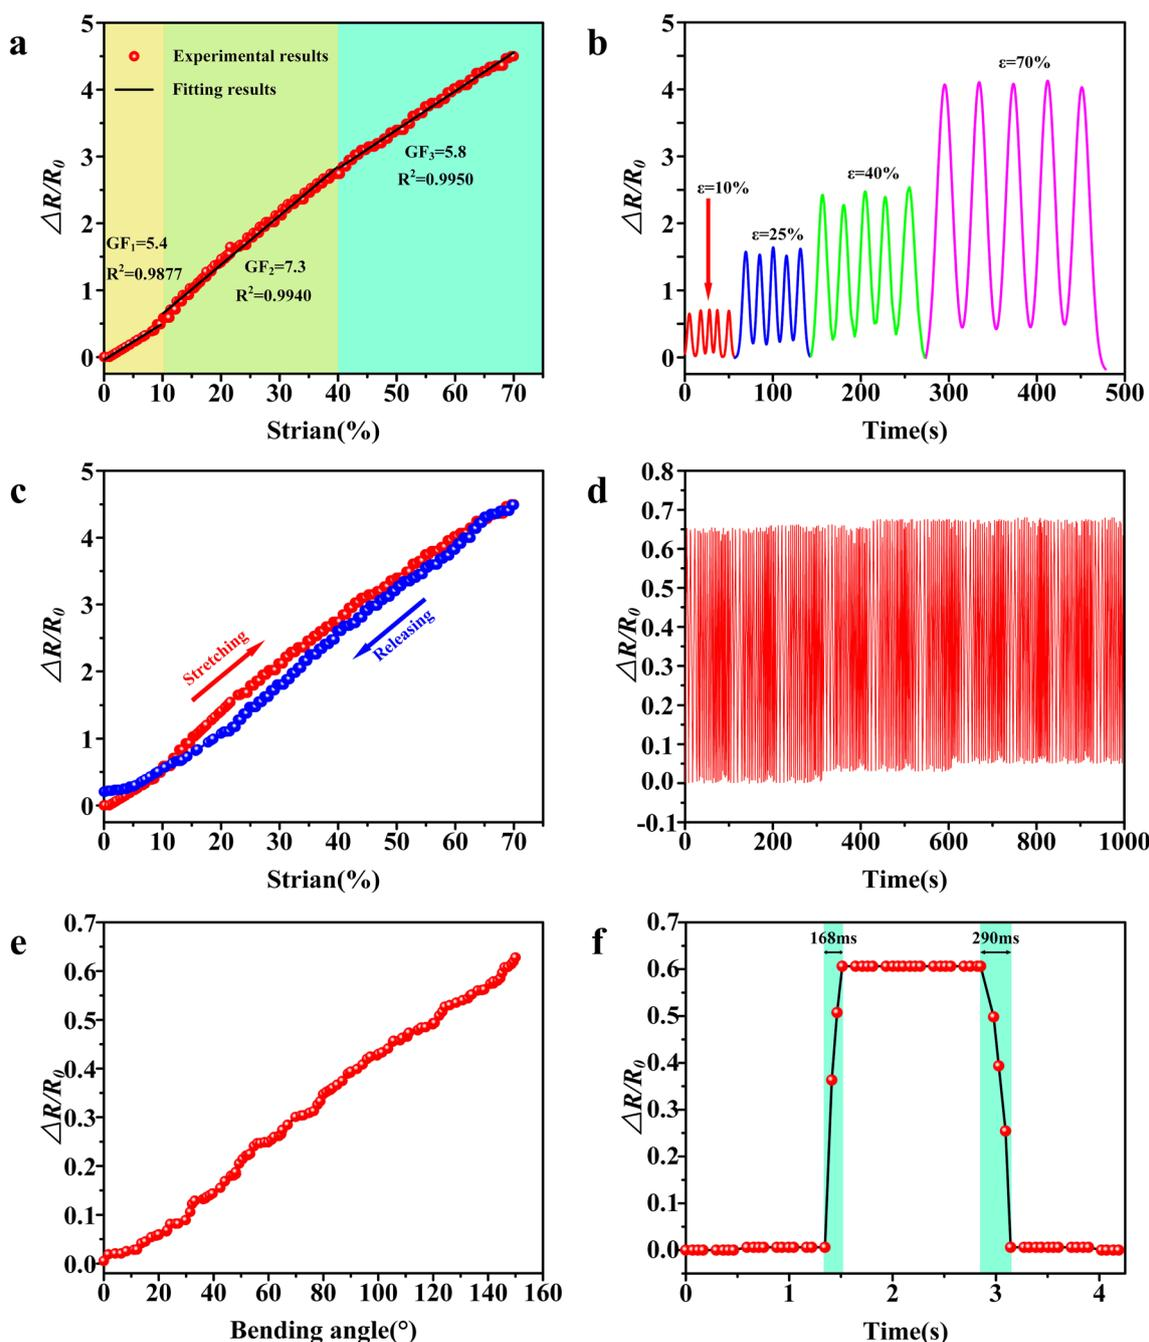 a
5
4
3
2
1
0
ΔR/R₀
Experimental results
Fitting results
GF₁=5.4
R²=0.9877
GF₂=7.3
R²=0.9940
GF₃=5.8
R²=0.9950
0 10 20 30 40 50 60 70
Strian(%)
b
5
4
3
2
1
0
ΔR/R₀
ε=10%
ε=25%
ε=40%
ε=70%
0 100 200 300 400 500
Time(s)
c
5
4
3
2
1
0
ΔR/R₀
Stretching
Releasing
0 10 20 30 40 50 60 70
Strian(%)
d
0.8
0.7
0.6
0.5
0.4
0.3
0.2
0.1
0.0
-0.1
ΔR/R₀
0 200 400 600 800 1000
Time(s)
e
0.7
0.6
0.5
0.4
0.3
0.2
0.1
0.0
ΔR/R₀
0 20 40 60 80 100 120 140 160
Bending angle(°)
f
0.7
0.6
0.5
0.4
0.3
0.2
0.1
0.0
ΔR/R₀
168ms
290ms
0 1 2 3 4
Time(s)